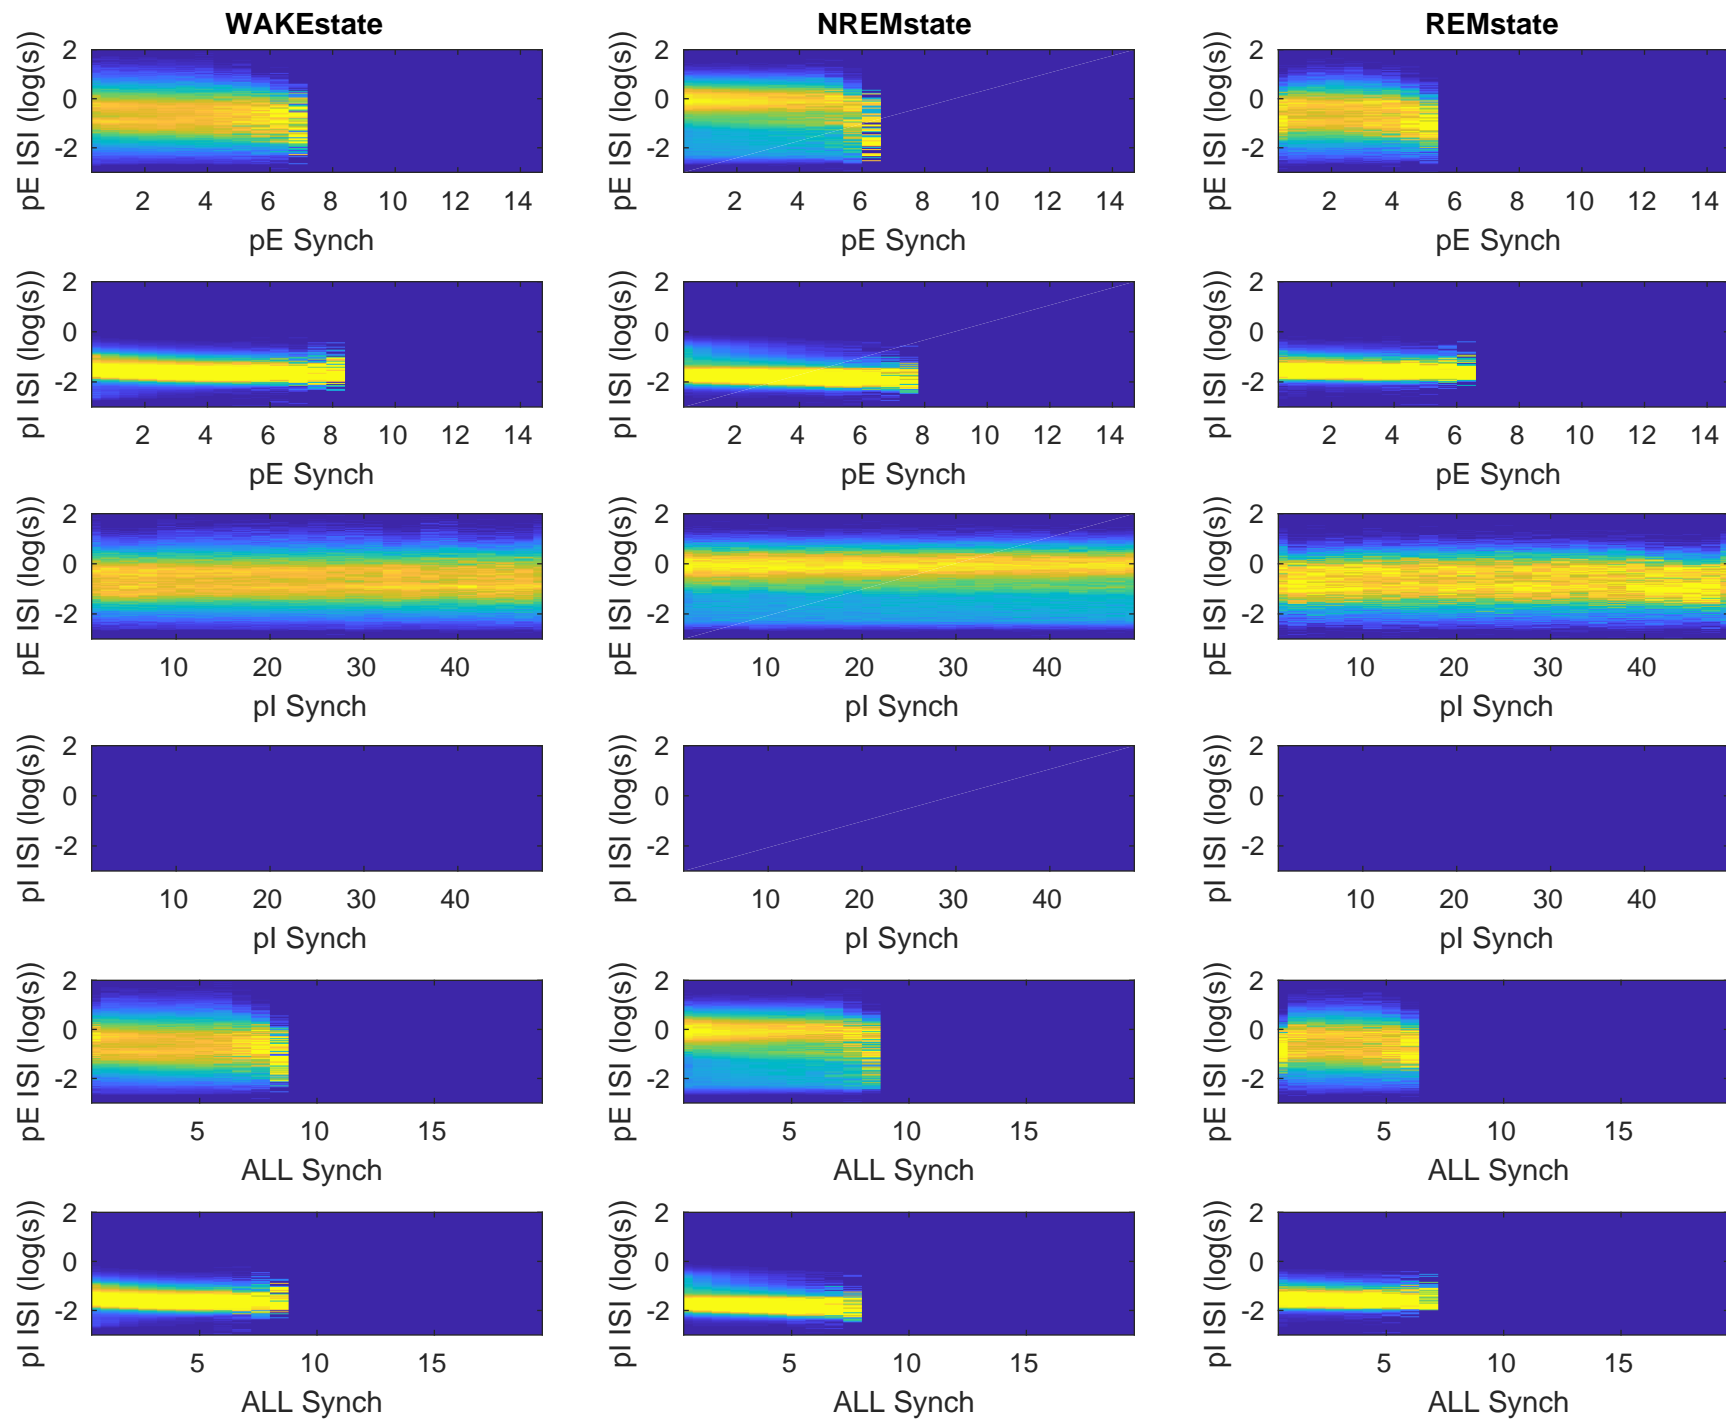 WAKEstate NREMstate REMstate
pE ISI (log(s)) 2 0 -2 pE ISI (log(s)) 2 0 -2 pE ISI (log(s)) 2 0 -2
2 4 6 8 10 12 14 2 4 6 8 10 12 14 2 4 6 8 10 12 14
pE Synch pE Synch pE Synch
pI ISI (log(s)) 2 0 -2 pI ISI (log(s)) 2 0 -2 pI ISI (log(s)) 2 0 -2
2 4 6 8 10 12 14 2 4 6 8 10 12 14 2 4 6 8 10 12 14
pE Synch pE Synch pE Synch
pE ISI (log(s)) 2 0 -2 pE ISI (log(s)) 2 0 -2 pE ISI (log(s)) 2 0 -2
10 20 30 40 10 20 30 40 10 20 30 40
pI Synch pI Synch pI Synch
pI ISI (log(s)) 2 0 -2 pI ISI (log(s)) 2 0 -2 pI ISI (log(s)) 2 0 -2
10 20 30 40 10 20 30 40 10 20 30 40
pI Synch pI Synch pI Synch
pE ISI (log(s)) 2 0 -2 pE ISI (log(s)) 2 0 -2 pE ISI (log(s)) 2 0 -2
5 10 15 5 10 15 5 10 15
ALL Synch ALL Synch ALL Synch
pI ISI (log(s)) 2 0 -2 pI ISI (log(s)) 2 0 -2 pI ISI (log(s)) 2 0 -2
5 10 15 5 10 15 5 10 15
ALL Synch ALL Synch ALL Synch